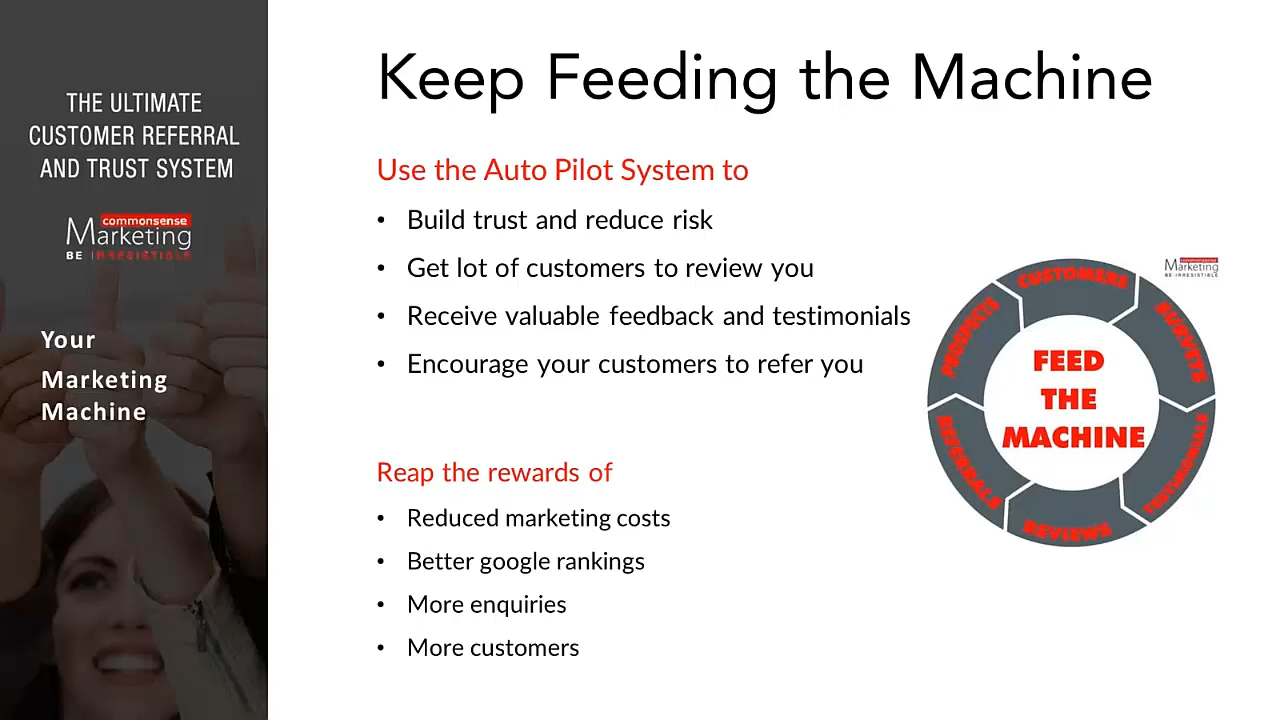 THE ULTIMATE
CUSTOMER REFERRAL
AND TRUST SYSTEM
commonsense
Marketing
BE IRRESISTIBLE
Your
Marketing
Machine
Keep Feeding the Machine
Use the Auto Pilot System to
• Build trust and reduce risk
• Get lot of customers to review you
• Receive valuable feedback and testimonials
• Encourage your customers to refer you
Reap the rewards of
• Reduced marketing costs
• Better google rankings
• More enquiries
• More customers
Marketing
BE IRRESISTIBLE
CUSTOMERS
SURVEYS
TESTIMONIALS
REVIEWS
REFERRALS
PROSPECTS
FEED
THE
MACHINE